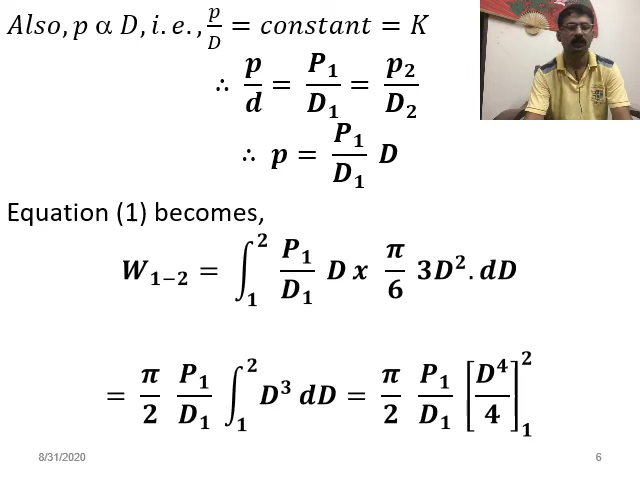 Also, p α D, i.e., p/D = constant = K
∴ p/d = P₁/D₁ = p₂/D₂
∴ p = P₁/D₁ D
Equation (1) becomes,
W₁₋₂ = ∫₁² P₁/D₁ D x π/6 3D². dD
= π/2 P₁/D₁ ∫₁² D³ dD = π/2 P₁/D₁ [D⁴/4]₁²
8/31/2020
6